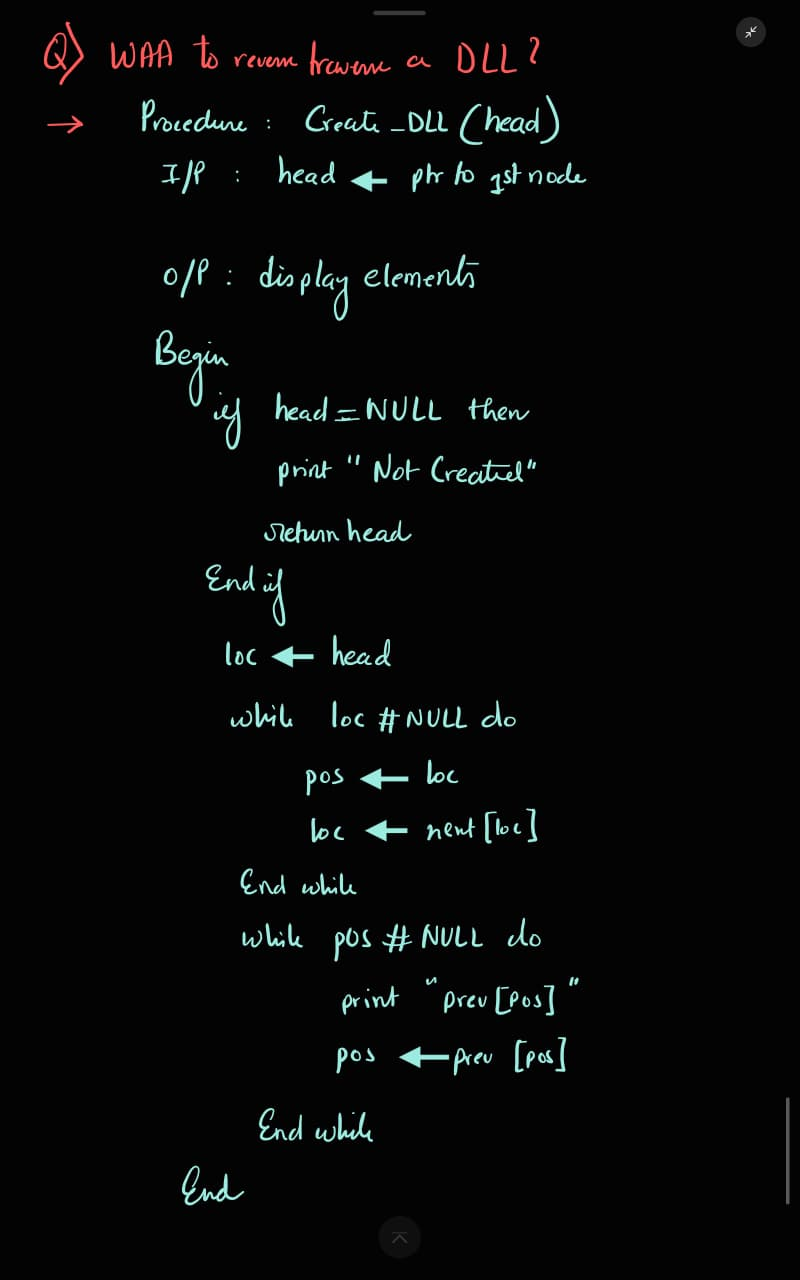 Q) WAA to reverse traverse a DLL?
→ Procedure : Create_DLL (head)
I/P : head ← ptr to 1st node
O/P : display elements
Begin
if head = NULL then
print "Not Created"
return head
End if
loc ← head
while loc # NULL do
pos ← loc
loc ← next [loc]
End while
while pos # NULL do
print "prev [pos]"
pos ← prev [pos]
End while
End